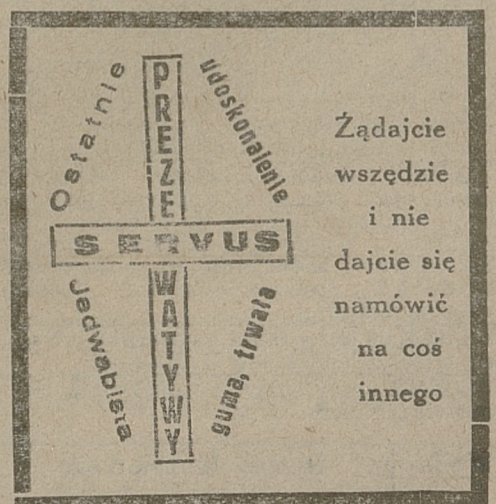 Ostatnie
udoskonalenie
PREZERWATYWY
SERVUS
Jedwabista
guma, trwała
Żądajcie
wszędzie
i nie
dajcie się
namówić
na coś
innego